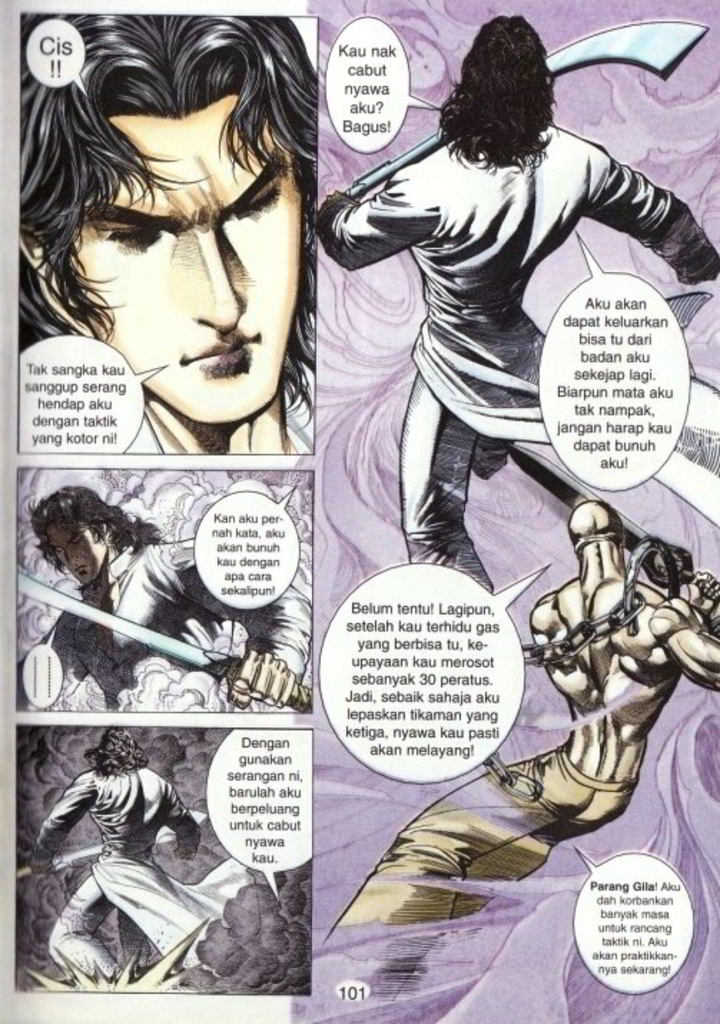 Cis
!!
Tak sangka kau
sanggup serang
hendap aku
dengan taktik
yang kotor ni!
Kan aku per-
nah kata, aku
akan bunuh
kau dengan
apa cara
sekalipun!
Dengan
gunakan
serangan ni,
barulah aku
berpeluang
untuk cabut
nyawa
kau.
Kau nak
cabut
nyawa
aku?
Bagus!
Aku akan
dapat keluarkan
bisa tu dari
badan aku
sekejap lagi.
Biarpun mata aku
tak nampak,
jangan harap kau
dapat bunuh
aku!
Belum tentu! Lagipun,
setelah kau terhidu gas
yang berbisa tu, ke-
upayaan kau merosot
sebanyak 30 peratus.
Jadi, sebaik sahaja aku
lepaskan tikaman yang
ketiga, nyawa kau pasti
akan melayang!
Parang Gila! Aku
dah korbankan
banyak masa
untuk rancang
taktik ni. Aku
akan praktikkan-
nya sekarang!
101